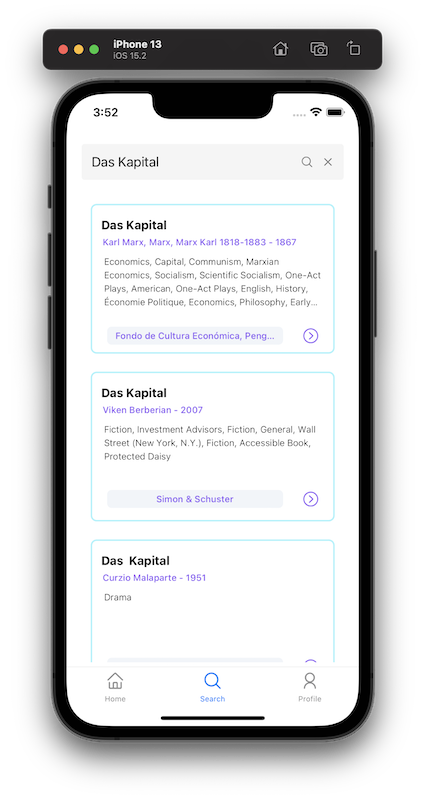 iPhone 13
iOS 15.2
3:52
Das Kapital
Das Kapital
Karl Marx, Marx, Marx Karl 1818-1883 - 1867
Economics, Capital, Communism, Marxian
Economics, Socialism, Scientific Socialism, One-Act
Plays, American, One-Act Plays, English, History,
Économie Politique, Economics, Philosophy, Early...
Fondo de Cultura Económica, Peng...
Das Kapital
Viken Berberian - 2007
Fiction, Investment Advisors, Fiction, General, Wall
Street (New York, N.Y.), Fiction, Accessible Book,
Protected Daisy
Simon & Schuster
Das  Kapital
Curzio Malaparte - 1951
Drama
Home
Search
Profile